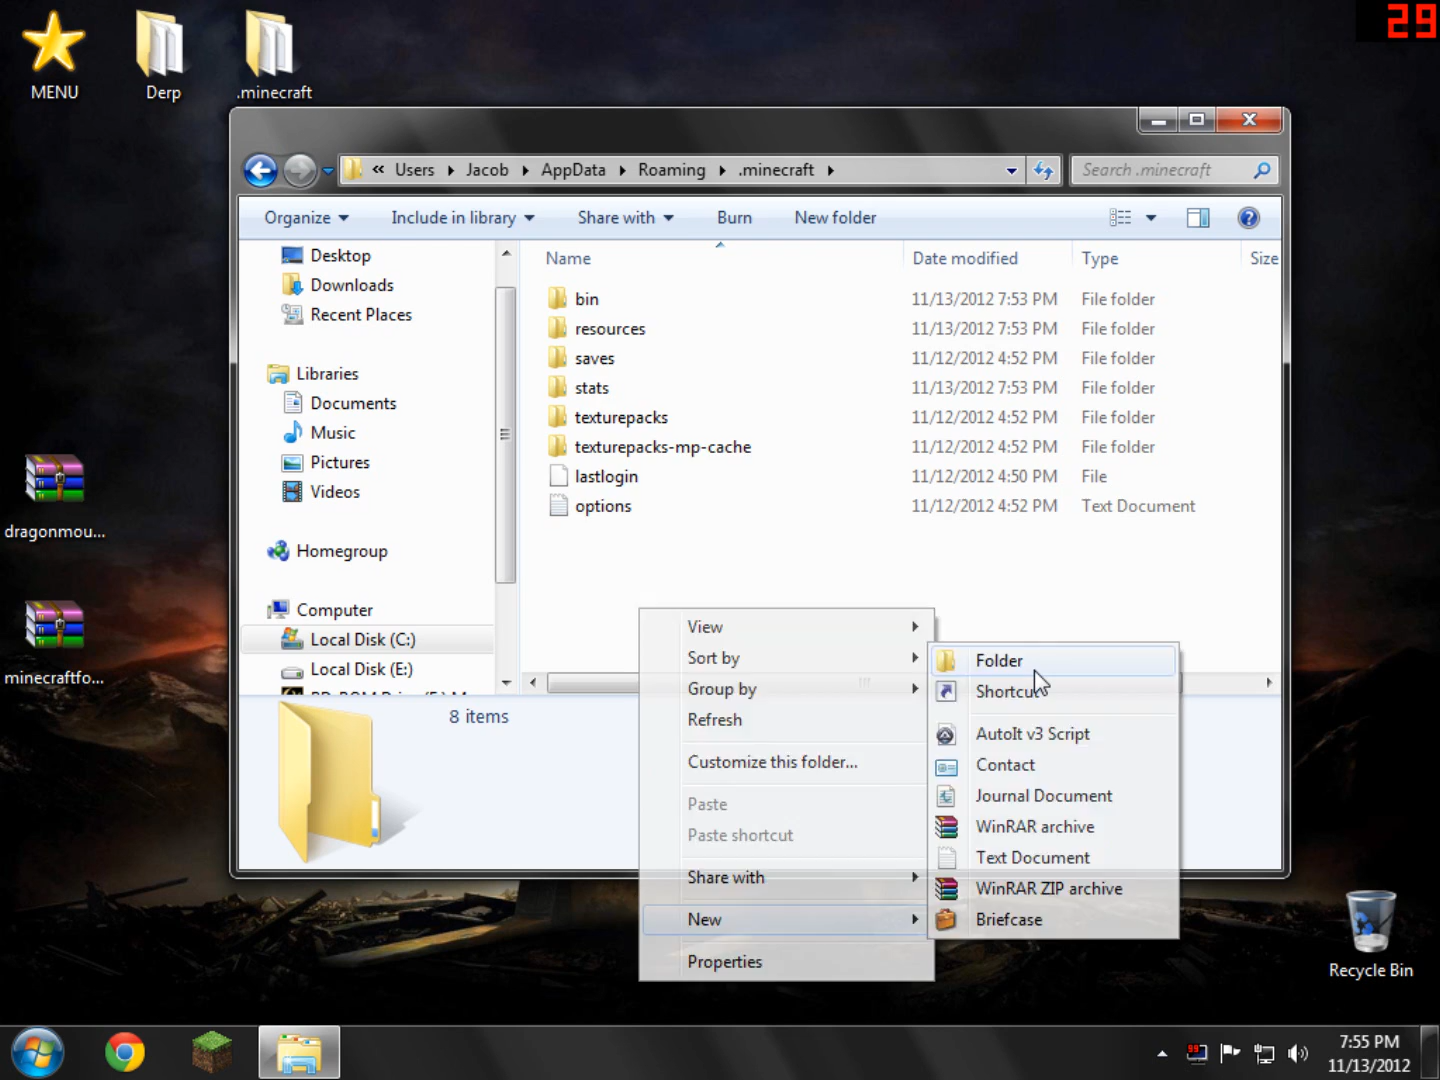 29
MENU
Derp
.minecraft
« Users ▸ Jacob ▸ AppData ▸ Roaming ▸ .minecraft ▸
Search .minecraft
Organize Include in library Share with Burn New folder
Desktop
Downloads
Recent Places
Libraries
Documents
Music
Pictures
Videos
Homegroup
Computer
Local Disk (C:)
Local Disk (E:)
Name Date modified Type Size
bin 11/13/2012 7:53 PM File folder
resources 11/13/2012 7:53 PM File folder
saves 11/12/2012 4:52 PM File folder
stats 11/13/2012 7:53 PM File folder
texturepacks 11/12/2012 4:52 PM File folder
texturepacks-mp-cache 11/12/2012 4:52 PM File folder
lastlogin 11/12/2012 4:50 PM File
options 11/12/2012 4:52 PM Text Document
8 items
View
Sort by
Group by
Refresh
Customize this folder...
Paste
Paste shortcut
Share with
New
Properties
Folder
Shortcut
AutoIt v3 Script
Contact
Journal Document
WinRAR archive
Text Document
WinRAR ZIP archive
Briefcase
dragonmou...
minecraftfo...
Recycle Bin
99
7:55 PM
11/13/2012